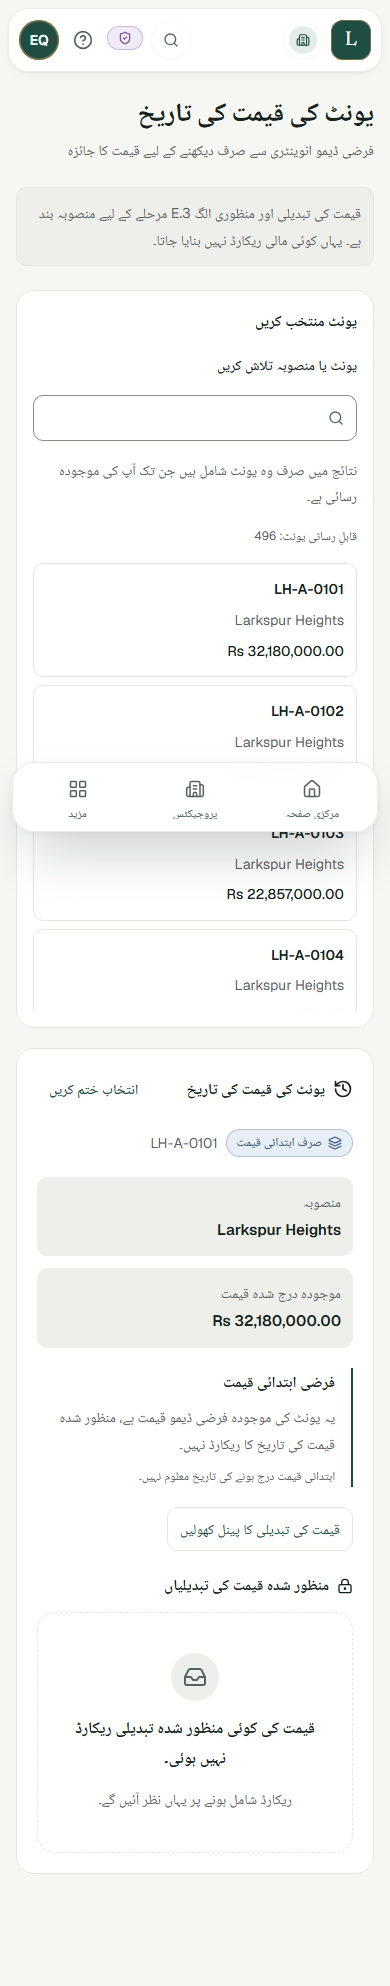 L
EQ
یونٹ کی قیمت کی تاریخ
فرضی ڈیمو انوینٹری سے صرف دیکھنے کے لیے قیمت کا جائزہ
قیمت کی تبدیلی اور منظوری الگ E.3 مرحلے کے لیے منصوبہ بند
ہے۔ یہاں کوئی مالی ریکارڈ نہیں بنایا جاتا۔
یونٹ منتخب کریں
یونٹ یا منصوبہ تلاش کریں
نتائج میں صرف وہ یونٹ شامل ہیں جن تک آپ کی موجودہ
رسائی ہے۔
قابلِ رسائی یونٹ: 496
LH-A-0101
Larkspur Heights
Rs 32,180,000.00
LH-A-0102
Larkspur Heights
مرکزی صفحہ
پروجیکٹس
مزید
LH-A-0103
Larkspur Heights
Rs 22,857,000.00
LH-A-0104
Larkspur Heights
یونٹ کی قیمت کی تاریخ
انتخاب ختم کریں
صرف ابتدائی قیمت
LH-A-0101
منصوبہ
Larkspur Heights
موجودہ درج شدہ قیمت
Rs 32,180,000.00
فرضی ابتدائی قیمت
یہ یونٹ کی موجودہ فرضی ڈیمو قیمت ہے، منظور شدہ
قیمت کی تاریخ کا ریکارڈ نہیں۔
ابتدائی قیمت درج ہونے کی تاریخ معلوم نہیں۔
قیمت کی تبدیلی کا پینل کھولیں
منظور شدہ قیمت کی تبدیلیاں
قیمت کی کوئی منظور شدہ تبدیلی ریکارڈ
نہیں ہوئی۔
ریکارڈ شامل ہونے پر یہاں نظر آئیں گے۔